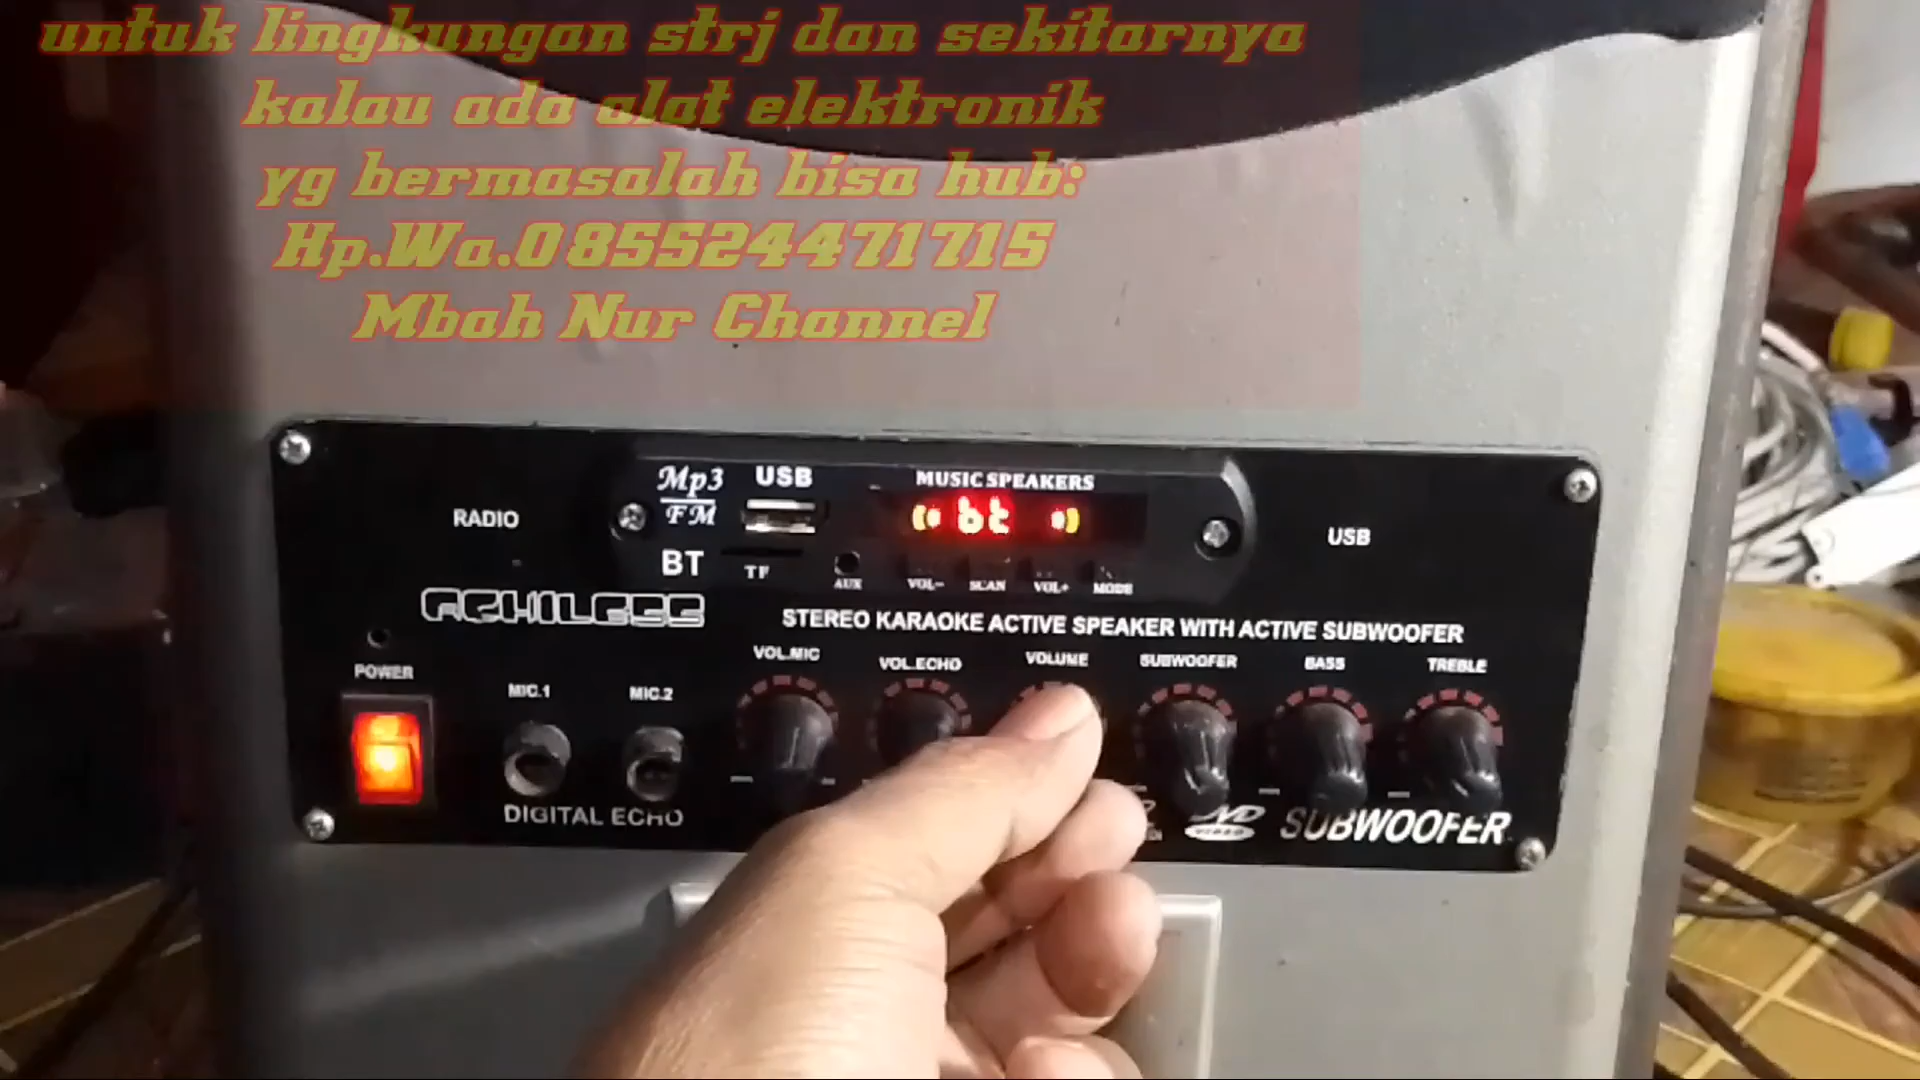 untuk lingkungan strj dan sekitarnya
kalau ada alat elektronik
yg bermasalah bisa hub:
Hp.Wa.085524471715
Mbah Nur Channel
Mp3
FM
USB
MUSIC SPEAKERS
RADIO
bt
USB
BT
TF
AUX
VOL-
SCAN
VOL+
MODE
ACHILESS
STEREO KARAOKE ACTIVE SPEAKER WITH ACTIVE SUBWOOFER
POWER
MIC.1
MIC.2
VOL.MIC
VOL.ECHO
VOLUME
SUBWOOFER
BASS
TREBLE
DIGITAL ECHO
VIDEO
SUBWOOFER